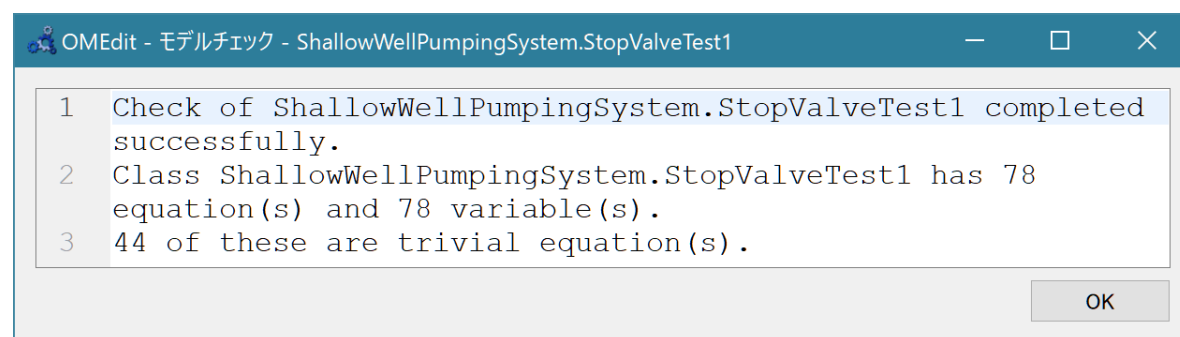 OMEdit - モデルチェック - ShallowWellPumpingSystem.StopValveTest1
1 Check of ShallowWellPumpingSystem.StopValveTest1 completed
successfully.
2 Class ShallowWellPumpingSystem.StopValveTest1 has 78
equation(s) and 78 variable(s).
3 44 of these are trivial equation(s).
OK